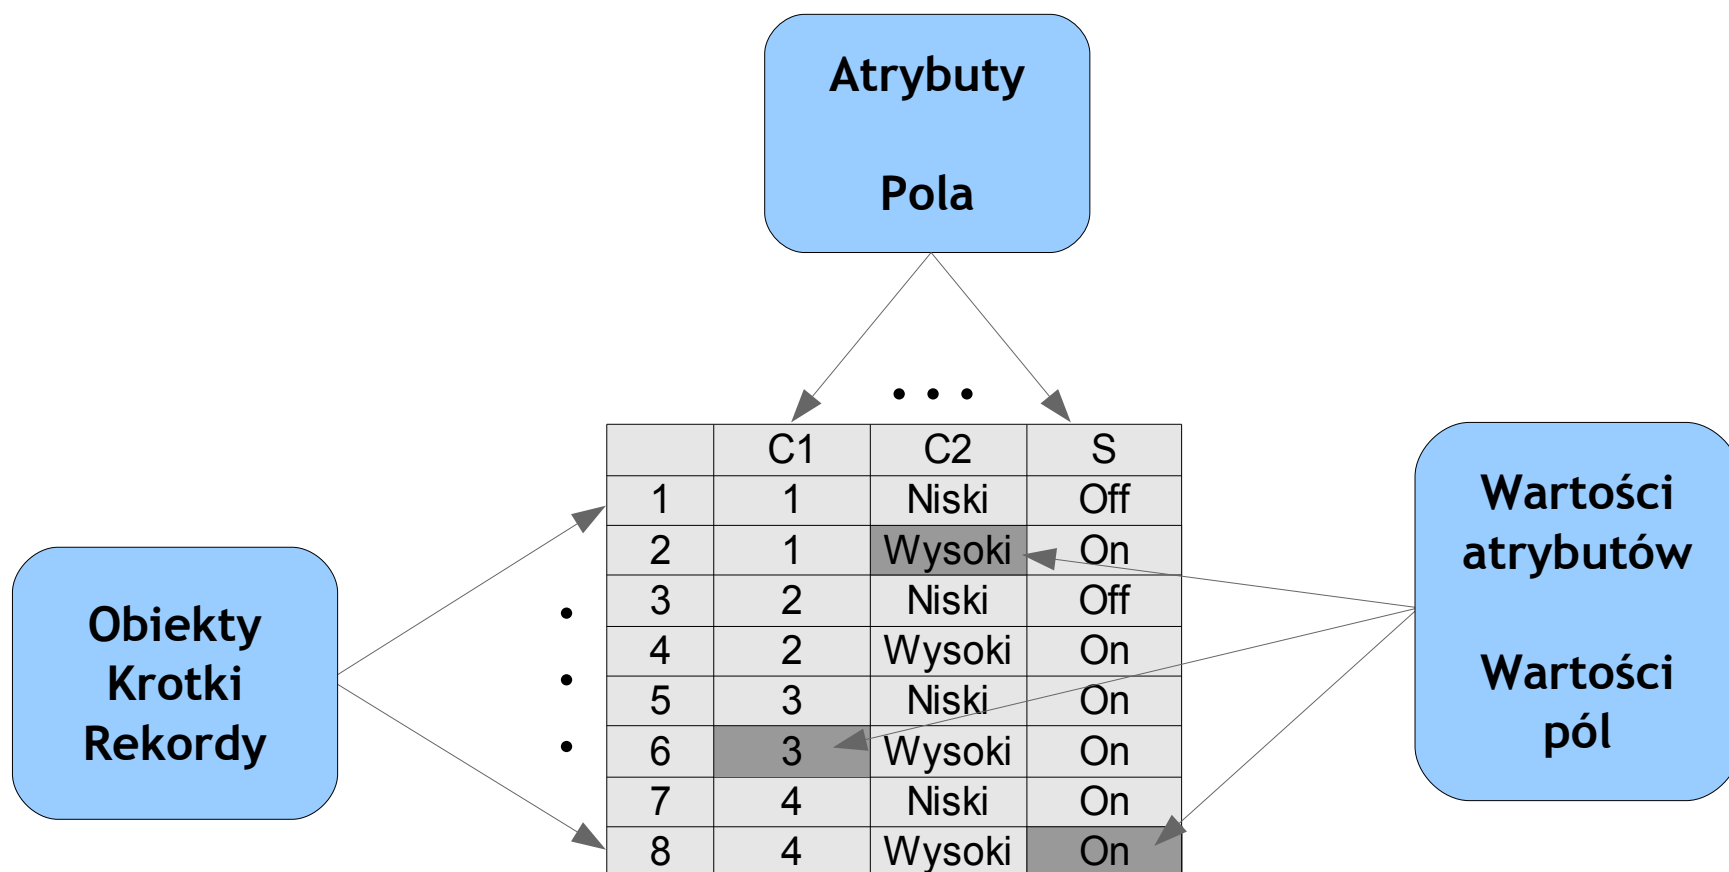 Atrybuty
Pola
. . .
C1 C2 S
1 1 Niski Off
2 1 Wysoki On
3 2 Niski Off
4 2 Wysoki On
5 3 Niski On
6 3 Wysoki On
7 4 Niski On
8 4 Wysoki On
Obiekty
Krotki
Rekordy
Wartości
atrybutów
Wartości
pól